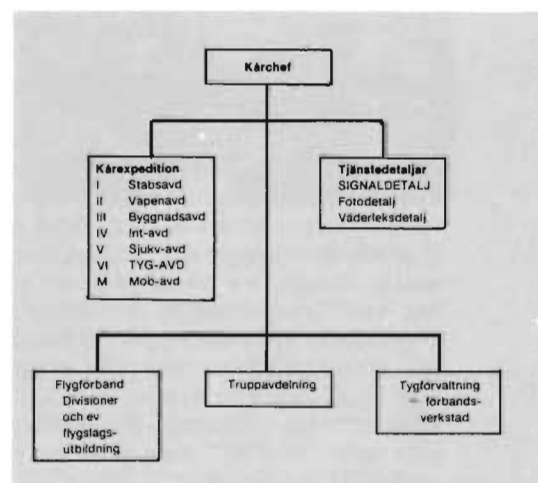 Kårchef
Kårexpedition
I Stabsavd
II Vapenavd
III Byggnadsavd
IV Int-avd
V Sjukv-avd
VI TYG-AVD
M Mob-avd
Tjänstedetaljar
SIGNALDETALJ
Fotodetalj
Väderleksdetalj
Flygförband
Divisioner
och ev
flygslags-
utbildning
Truppavdelning
Tygförvaltning
— förbands-
verkstad